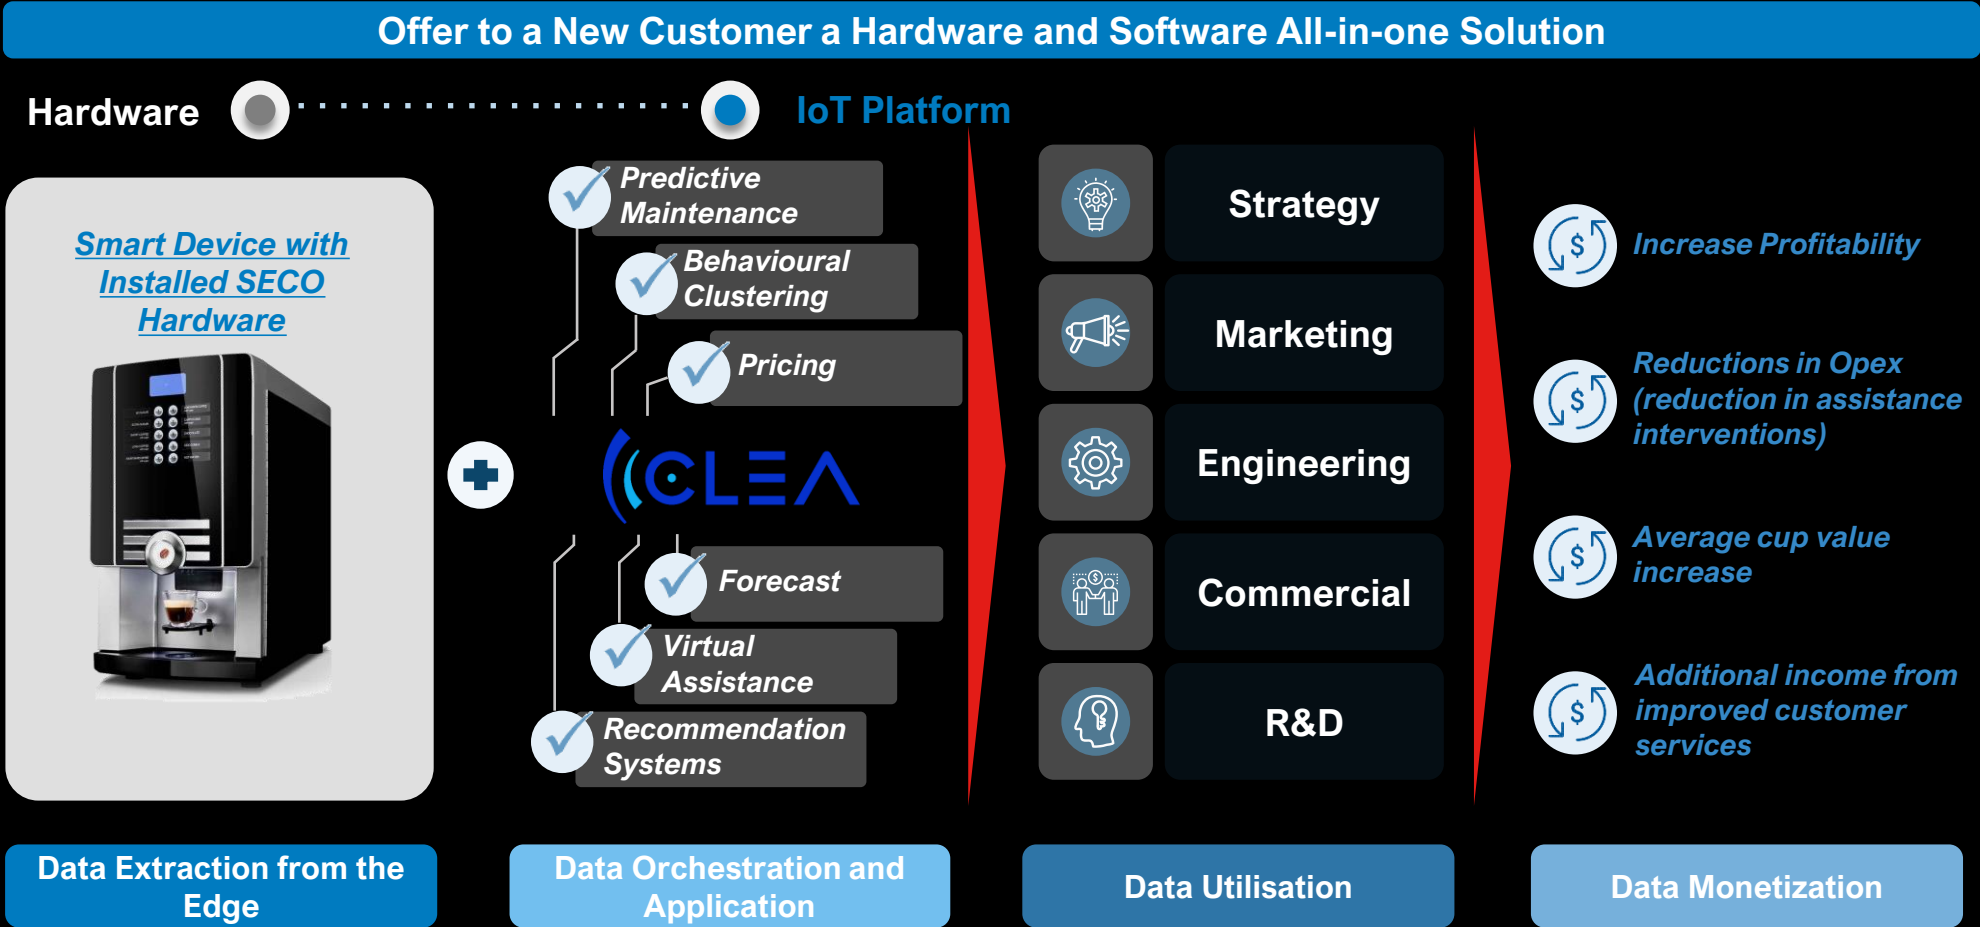 Offer to a New Customer a Hardware and Software All-in-one Solution
Hardware
IoT Platform
Smart Device with
Installed SECO
Hardware
Predictive
Maintenance
Behavioural
Clustering
Pricing
CLEA
Forecast
Virtual
Assistance
Recommendation
Systems
Strategy
Marketing
Engineering
Commercial
R&D
Increase Profitability
Reductions in Opex
(reduction in assistance
interventions)
Average cup value
increase
Additional income from
improved customer
services
Data Extraction from the
Edge
Data Orchestration and
Application
Data Utilisation
Data Monetization